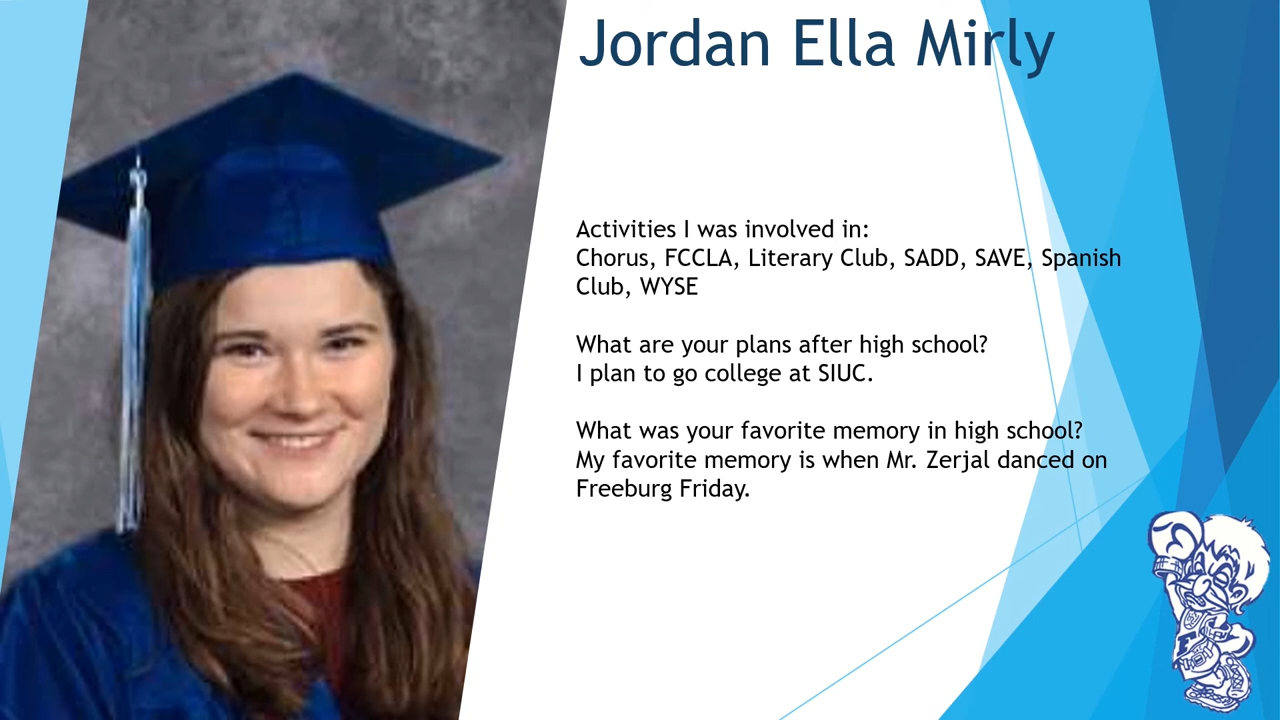 Jordan Ella Mirly
Activities I was involved in:
Chorus, FCCLA, Literary Club, SADD, SAVE, Spanish
Club, WYSE
What are your plans after high school?
I plan to go college at SIUC.
What was your favorite memory in high school?
My favorite memory is when Mr. Zerjal danced on
Freeburg Friday.
F